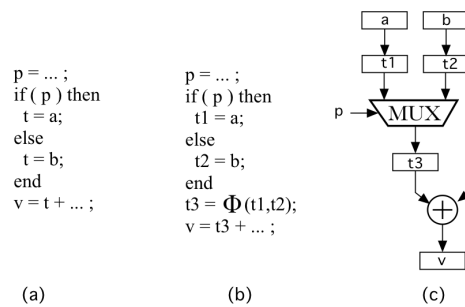 p = ... ;
if ( p ) then
t = a;
else
t = b;
end
v = t + ... ;
(a)
p = ... ;
if ( p ) then
t1 = a;
else
t2 = b;
end
t3 = Φ (t1,t2);
v = t3 + ... ;
(b)
a
b
t1
t2
p
MUX
t3
+
v
(c)